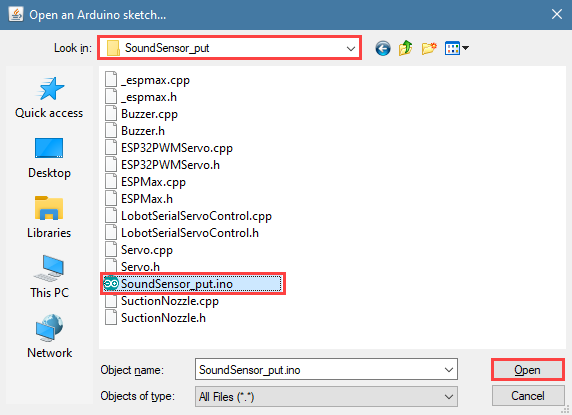 Open an Arduino sketch...
Look in:
SoundSensor_put
Quick access
Desktop
Libraries
This PC
Network
_espmax.cpp
_espmax.h
Buzzer.cpp
Buzzer.h
ESP32PWMServo.cpp
ESP32PWMServo.h
ESPMax.cpp
ESPMax.h
LobotSerialServoControl.cpp
LobotSerialServoControl.h
Servo.cpp
Servo.h
SoundSensor_put.ino
SuctionNozzle.cpp
SuctionNozzle.h
Object name:
SoundSensor_put.ino
Open
Objects of type:
All Files (*.*)
Cancel